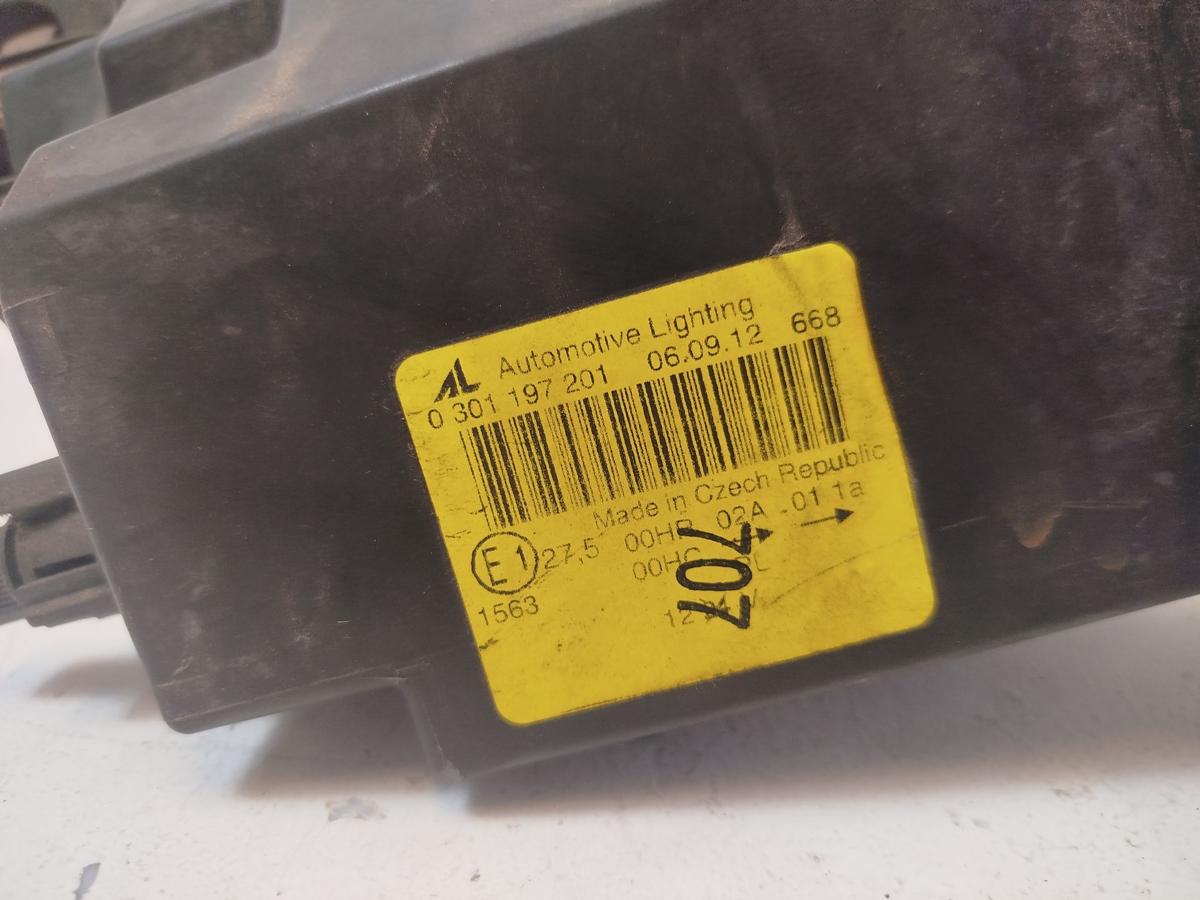 AL Automotive Lighting
0 301 197 201 06.09.12 668
Made in Czech Republic
E1 27,5 00HR 02A .01 1a
00HC
1563
12
707